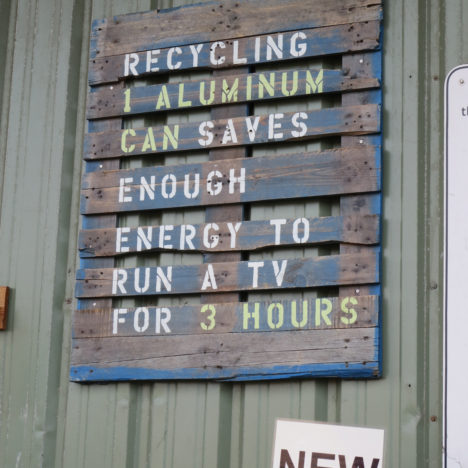 RECYCLING
1 ALUMINUM
CAN SAVES
ENOUGH
ENERGY TO
RUN A TV
FOR 3 HOURS
NEW